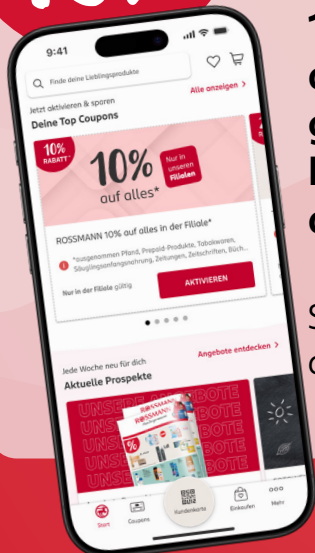 9:41
Finde deine Lieblingsprodukte
Jetzt aktivieren & sparen
Deine Top Coupons
Alle anzeigen >
10%
RABATT*
10%
auf alles*
Nur in
unseren
Filialen
ROSSMANN 10% auf alles in der Filiale*
*ausgenommen Pfand, Prepaid-Produkte, Tabakwaren,
Säuglingsanfangsnahrung, Zeitungen, Zeitschriften, Büch...
Nur in der Filiale gültig
AKTIVIEREN
Jede Woche neu für dich
Aktuelle Prospekte
Angebote entdecken >
UNSERE ANGEBOTE
ROSSMANN
ROSSMANN
%
Start
Coupons
Kundenkarte
Einkaufen
Mehr